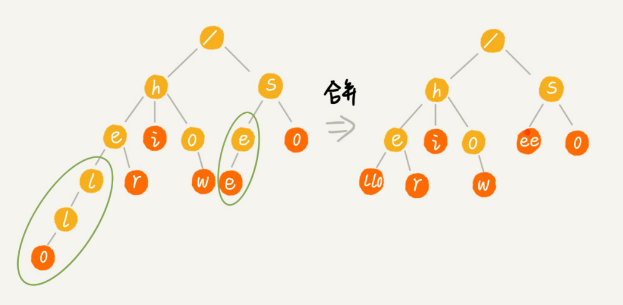 /
h s
e i o e o
l r w e
l
o
合并
/
h s
e i o ee o
llo r w